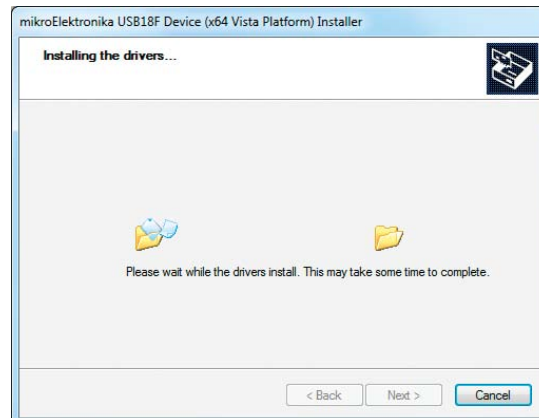 mikroElektronika USB18F Device (x64 Vista Platform) Installer
Installing the drivers...
Please wait while the drivers install. This may take some time to complete.
< Back
Next >
Cancel